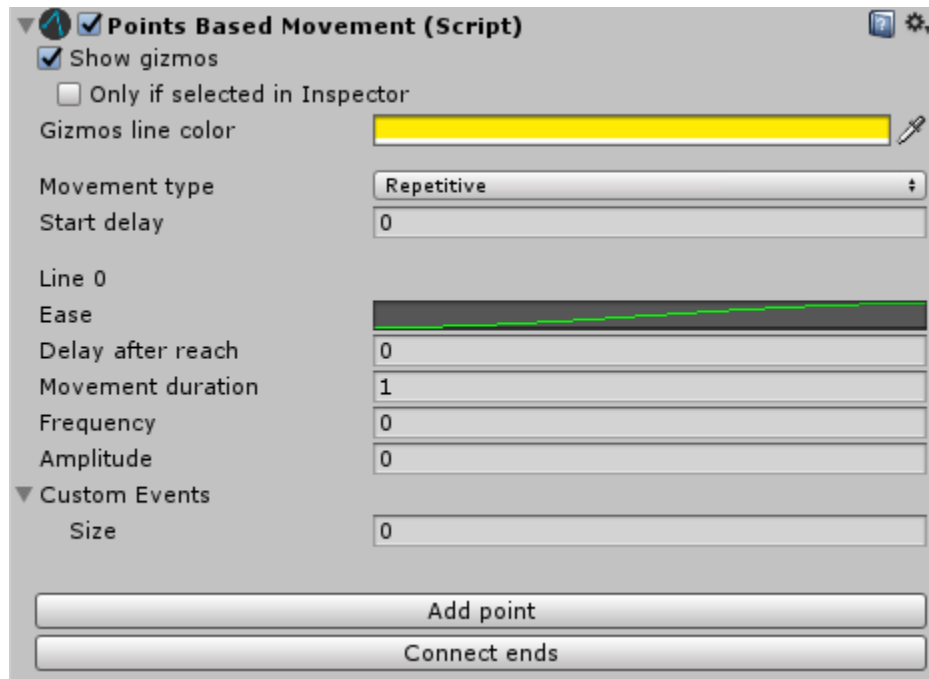 Points Based Movement (Script)
Show gizmos
Only if selected in Inspector
Gizmos line color
Movement type Repetitive
Start delay 0
Line 0
Ease
Delay after reach 0
Movement duration 1
Frequency 0
Amplitude 0
Custom Events
Size 0
Add point
Connect ends